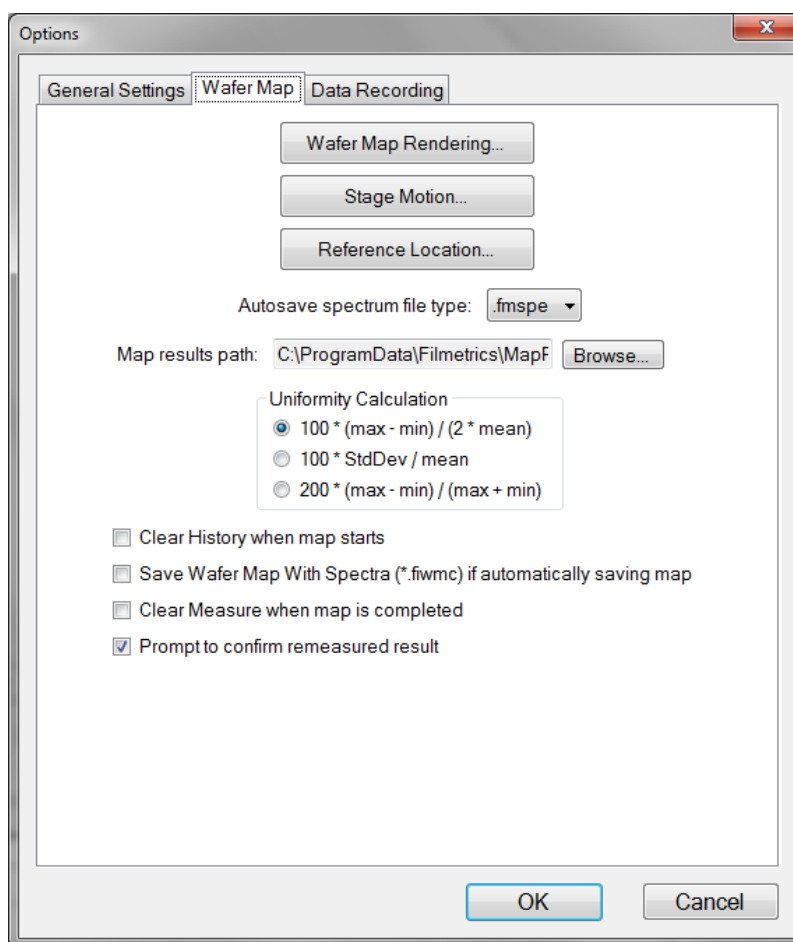 Options
General Settings Wafer Map Data Recording
Wafer Map Rendering...
Stage Motion...
Reference Location...
Autosave spectrum file type: .fmspe
Map results path: C:\ProgramData\Filmetrics\MapF Browse...
Uniformity Calculation
100 * (max - min) / (2 * mean)
100 * StdDev / mean
200 * (max - min) / (max + min)
Clear History when map starts
Save Wafer Map With Spectra (*.fiwmc) if automatically saving map
Clear Measure when map is completed
Prompt to confirm remeasured result
OK Cancel